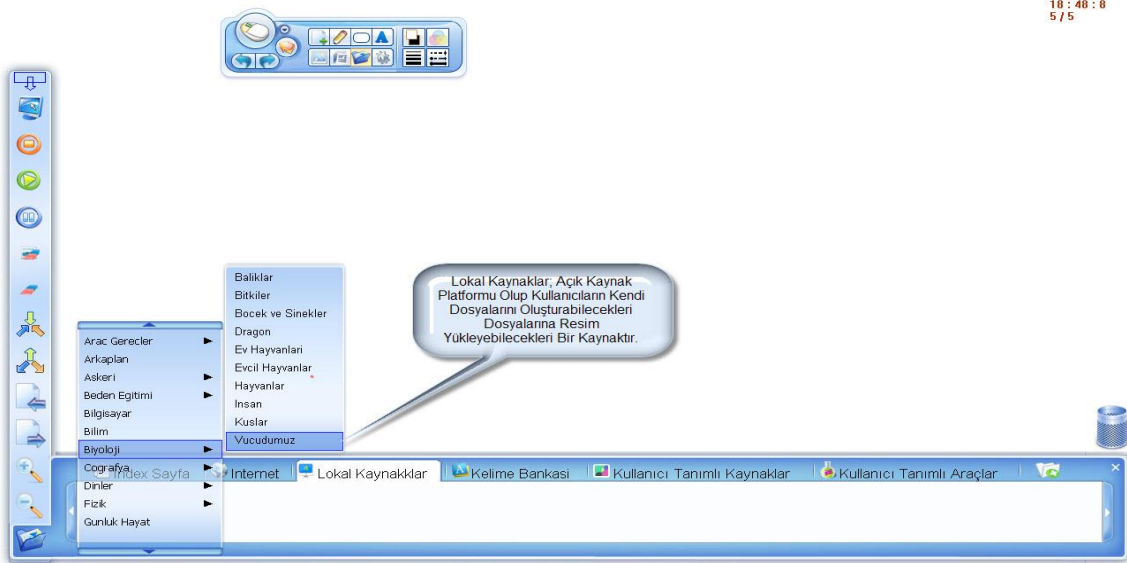 18 : 48 : 8
5 / 5
A
Baliklar
Bitkiler
Bocek ve Sinekler
Dragon
Ev Hayvanlari
Evcil Hayvanlar
Hayvanlar
Insan
Kuslar
Vucudumuz
Lokal Kaynaklar; Açık Kaynak
Platformu Olup Kullanıcıların Kendi
Dosyalarını Oluşturabilecekleri
Dosyalarına Resim
Yükleyebilecekleri Bir Kaynaktır.
Arac Gerecler
Arkaplan
Askeri
Beden Egitimi
Bilgisayar
Bilim
Biyoloji
Cografya
Dinler
Fizik
Gunluk Hayat
Index Sayfa Internet Lokal Kaynakklar Kelime Bankasi Kullanıcı Tanımlı Kaynaklar Kullanıcı Tanımlı Araçlar